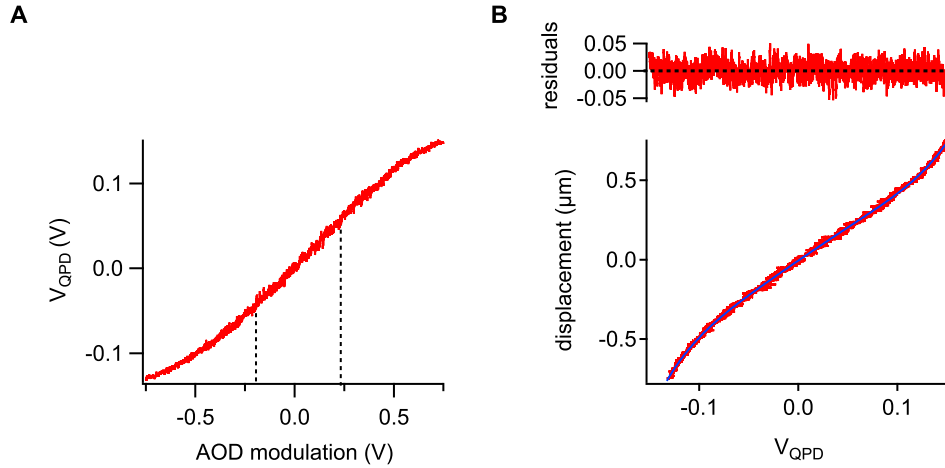 A
B
residuals
0.05
0.00
-0.05
V_QPD (V)
0.1
0.0
-0.1
-0.5
0.0
0.5
AOD modulation (V)
displacement (µm)
0.5
0.0
-0.5
-0.1
0.0
0.1
V_QPD